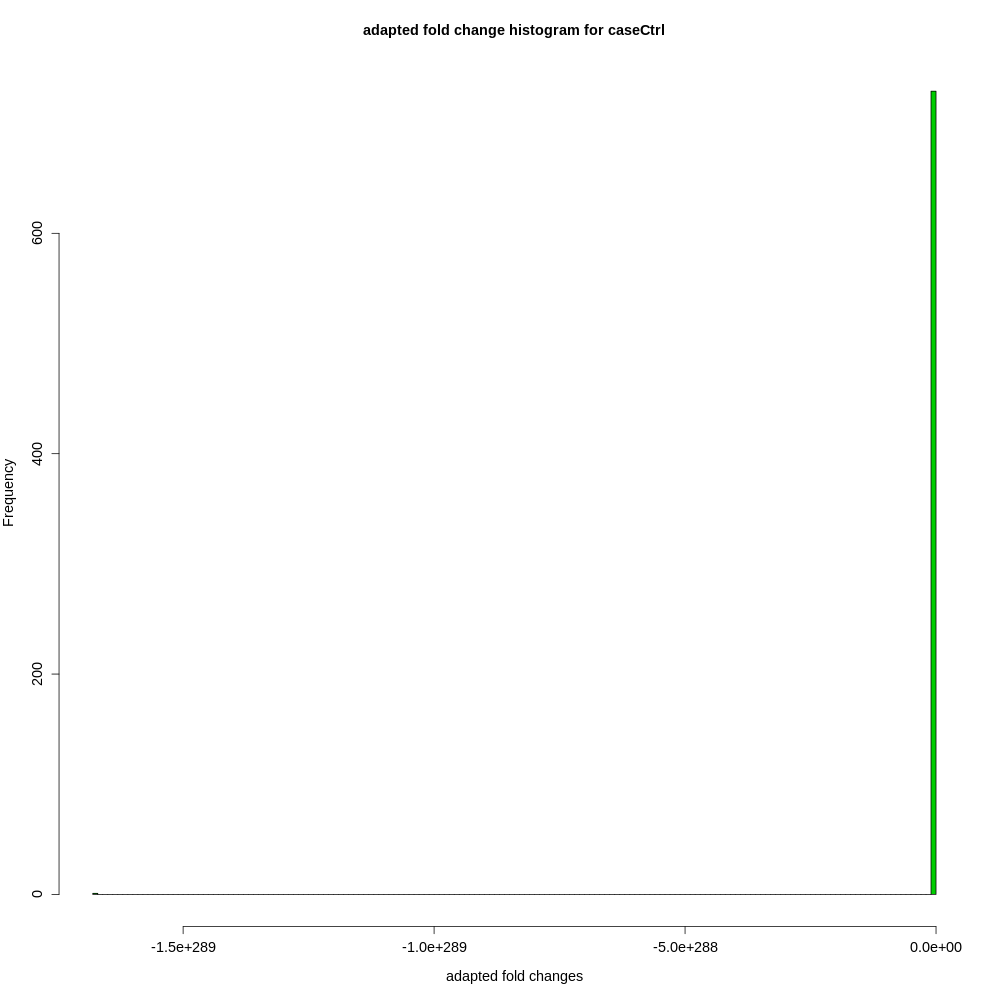 adapted fold change histogram for caseCtrl
600
400
200
0
Frequency
-1.5e+289
-1.0e+289
-5.0e+288
0.0e+00
adapted fold changes